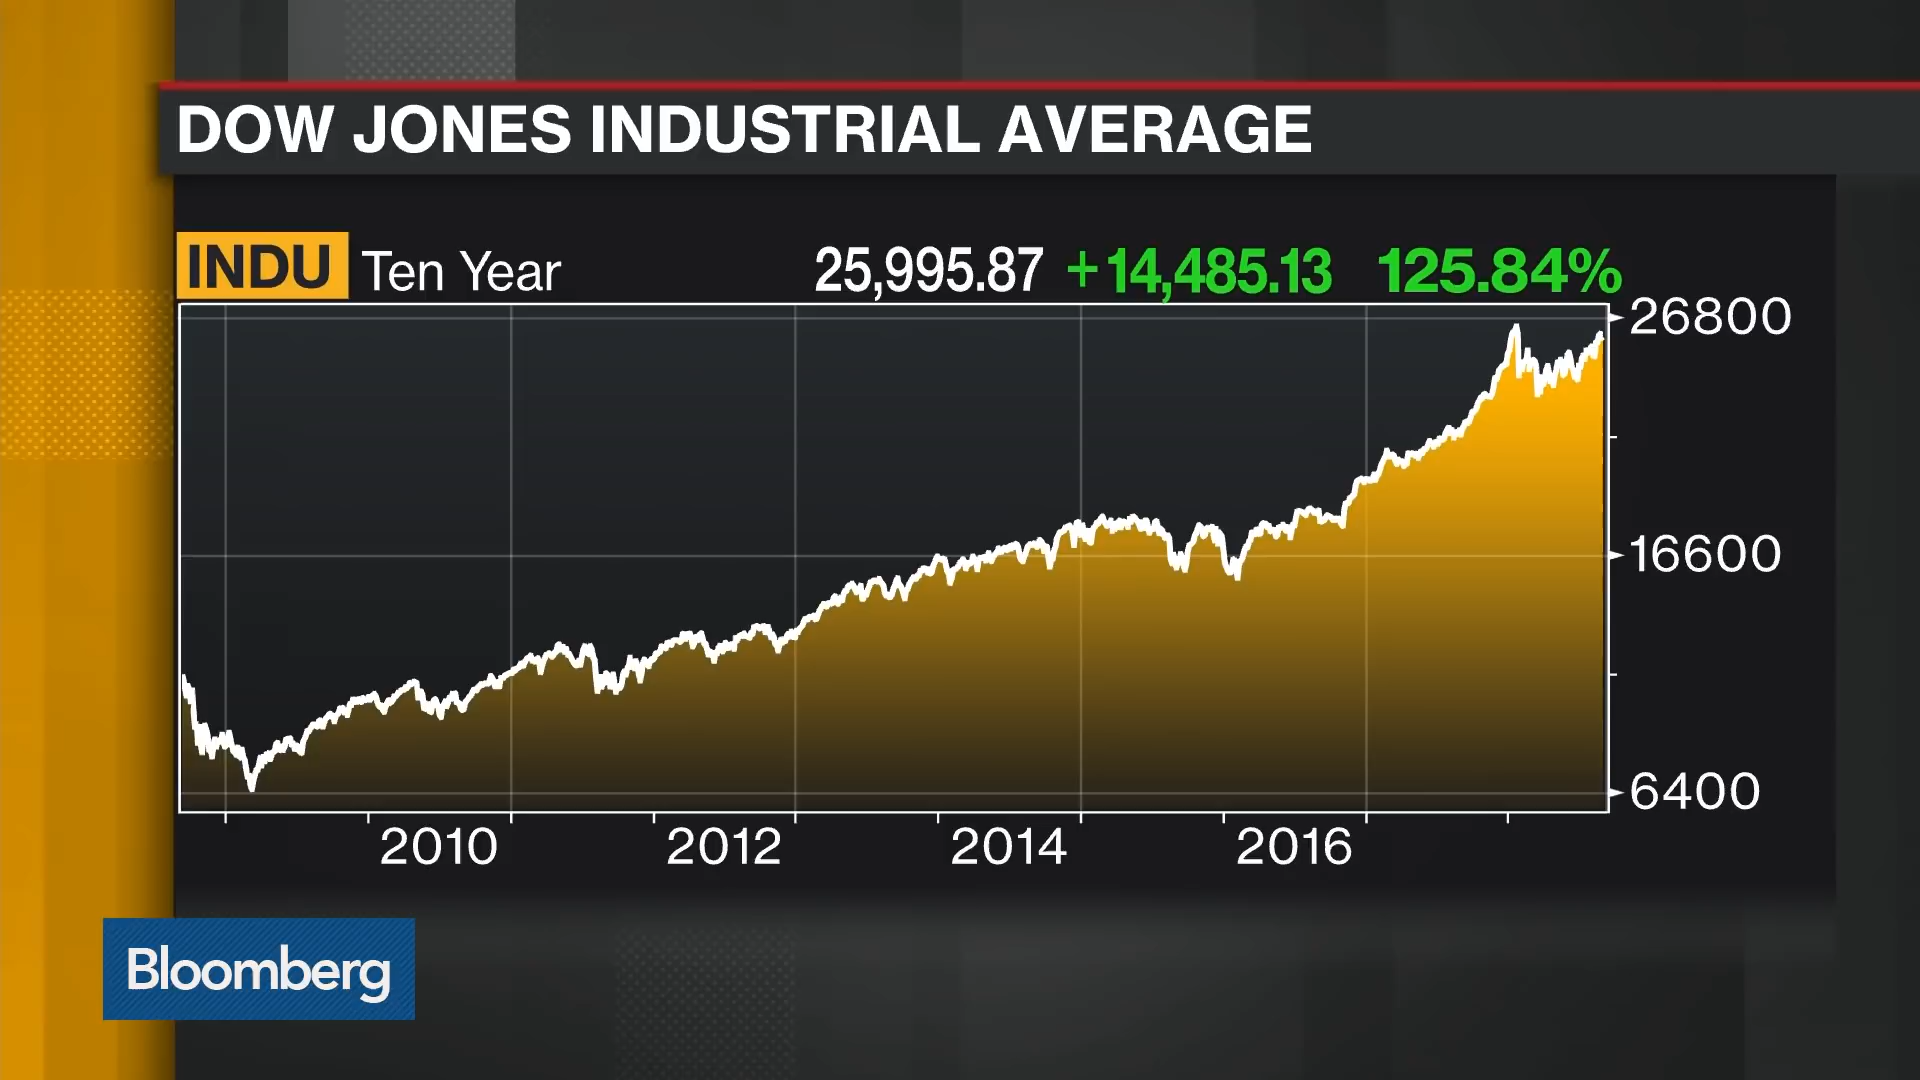 DOW JONES INDUSTRIAL AVERAGE
INDU Ten Year 25,995.87 +14,485.13 125.84%
26800
16600
6400
2010 2012 2014 2016
Bloomberg